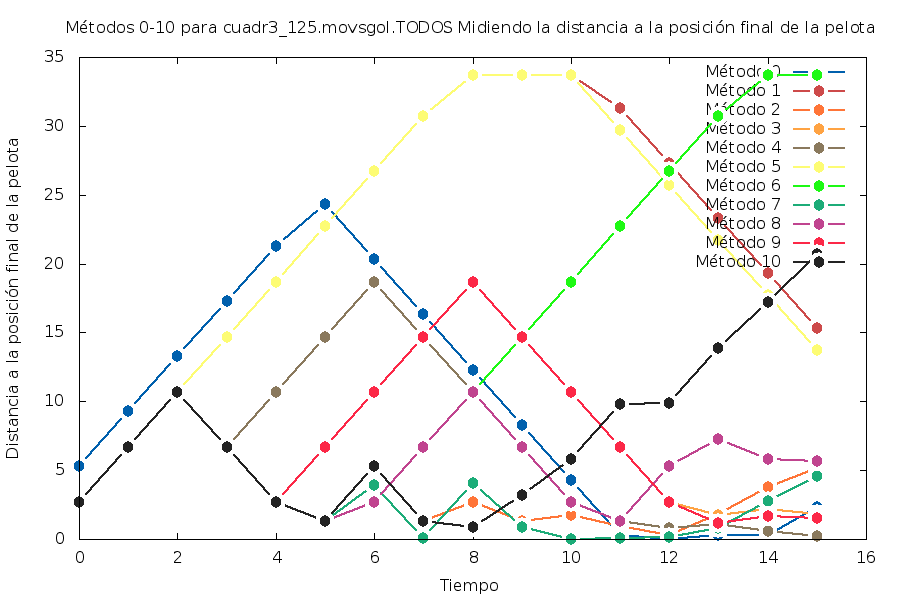 Métodos 0-10 para cuadr3_125.movsgol.TODOS Midiendo la distancia a la posición final de la pelota
Distancia a la posición final de la pelota
35
30
25
20
15
10
5
0
0 2 4 6 8 10 12 14 16
Tiempo
Método 0
Método 1
Método 2
Método 3
Método 4
Método 5
Método 6
Método 7
Método 8
Método 9
Método 10